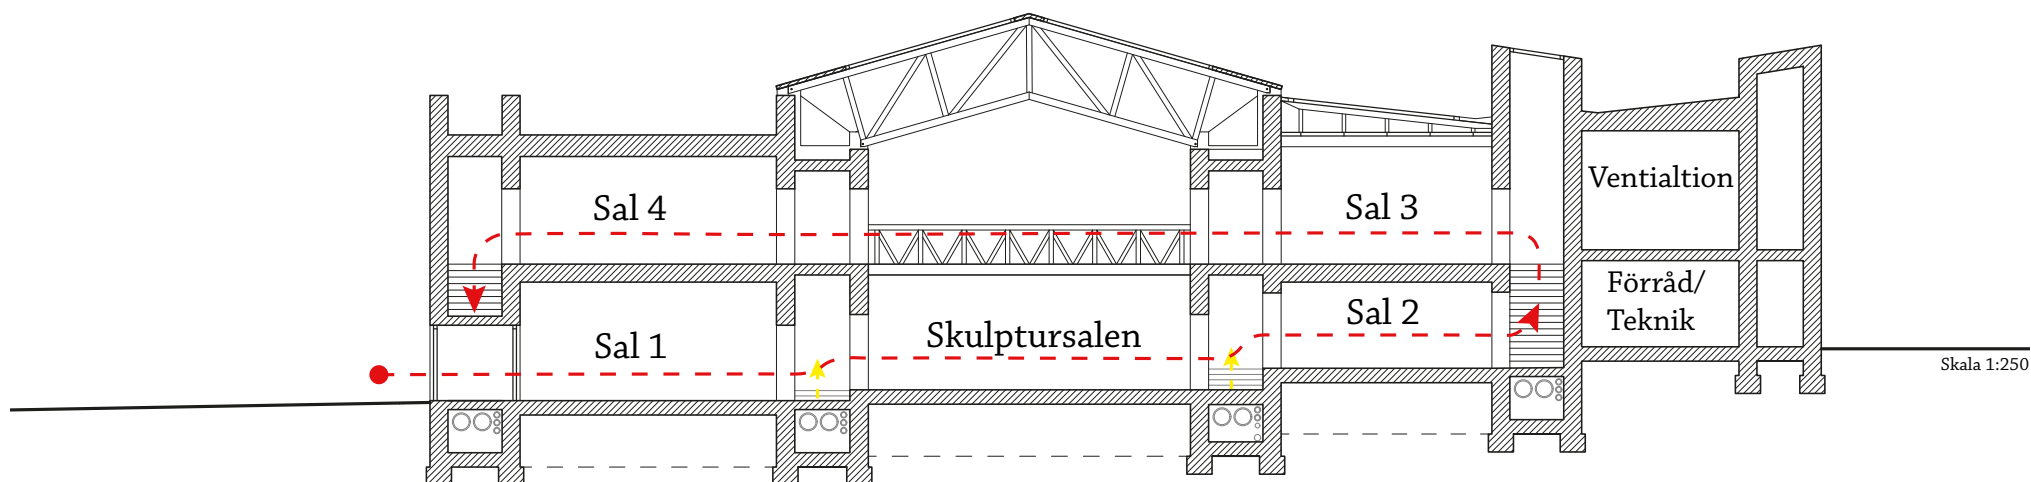 Sal 4
Sal 3
Ventialtion
Sal 1
Skulptursalen
Sal 2
Förråd/
Teknik
Skala 1:250